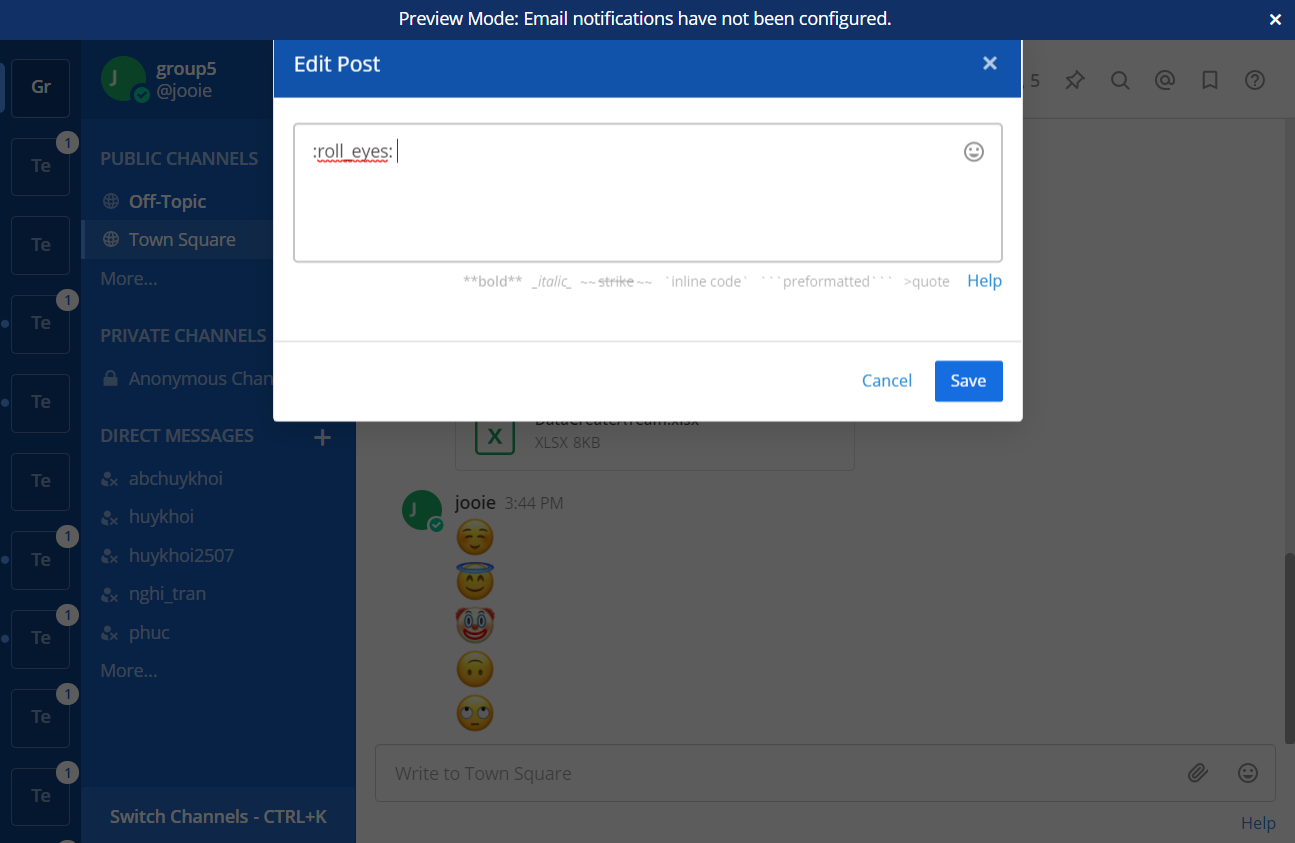 Preview Mode: Email notifications have not been configured.
×
Gr
1
Te
Te
1
Te
Te
Te
1
Te
1
Te
1
Te
1
Te
J
group5
@jooie
PUBLIC CHANNELS
Off-Topic
Town Square
More...
PRIVATE CHANNELS
Anonymous Chan
DIRECT MESSAGES
+
abchuykhoi
huykhoi
huykhoi2507
nghi_tran
phuc
More...
Switch Channels - CTRL+K
5
@
?
Edit Post
×
:roll_eyes:
**bold** _italic_ ~~strike~~ `inline code` ```preformatted``` >quote Help
Cancel
Save
X
XLSX 8KB
J
jooie 3:44 PM
Write to Town Square
Help